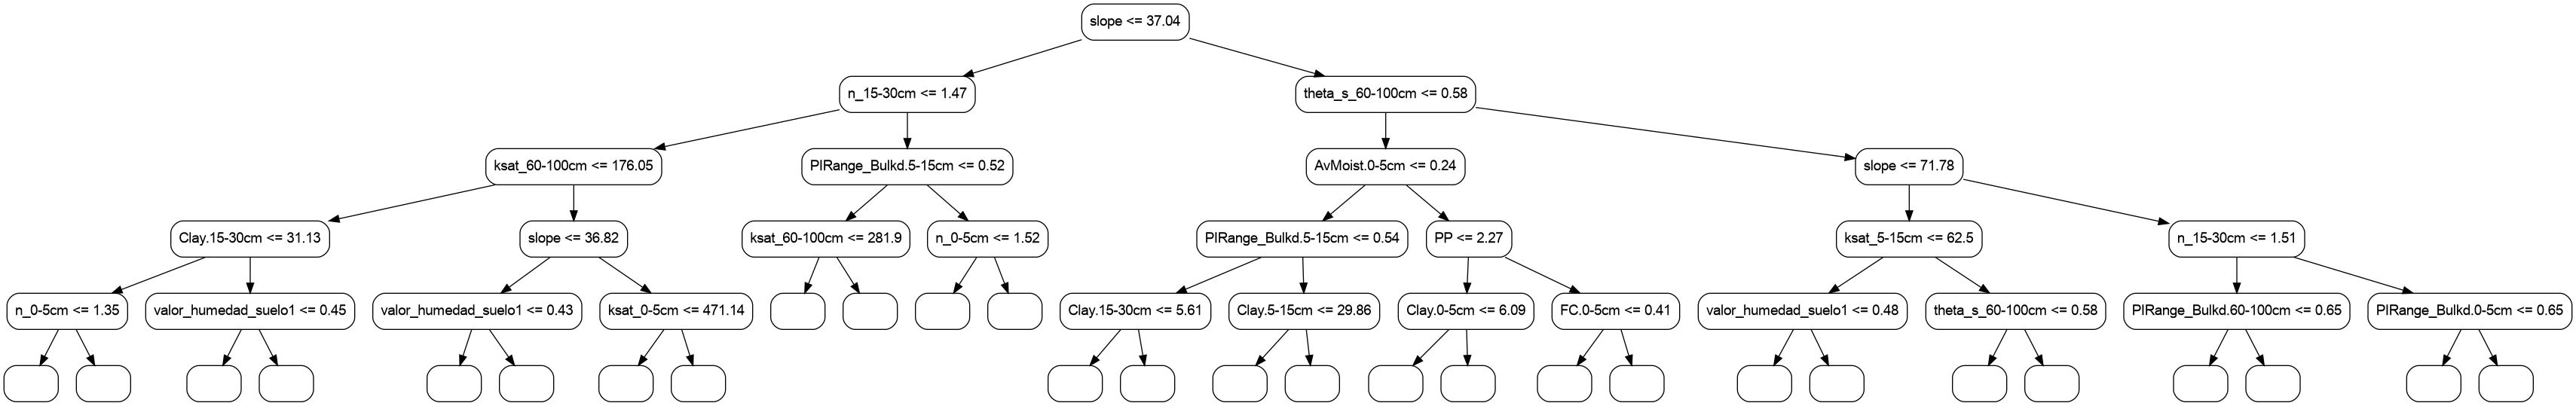 slope <= 37.04
n_15-30cm <= 1.47
theta_s_60-100cm <= 0.58
ksat_60-100cm <= 176.05
PIRange_Bulkd.5-15cm <= 0.52
AvMoist.0-5cm <= 0.24
slope <= 71.78
Clay.15-30cm <= 31.13
slope <= 36.82
ksat_60-100cm <= 281.9
n_0-5cm <= 1.52
PIRange_Bulkd.5-15cm <= 0.54
PP <= 2.27
ksat_5-15cm <= 62.5
n_15-30cm <= 1.51
n_0-5cm <= 1.35
valor_humedad_suelo1 <= 0.45
valor_humedad_suelo1 <= 0.43
ksat_0-5cm <= 471.14
Clay.15-30cm <= 5.61
Clay.5-15cm <= 29.86
Clay.0-5cm <= 6.09
FC.0-5cm <= 0.41
valor_humedad_suelo1 <= 0.48
theta_s_60-100cm <= 0.58
PIRange_Bulkd.60-100cm <= 0.65
PIRange_Bulkd.0-5cm <= 0.65